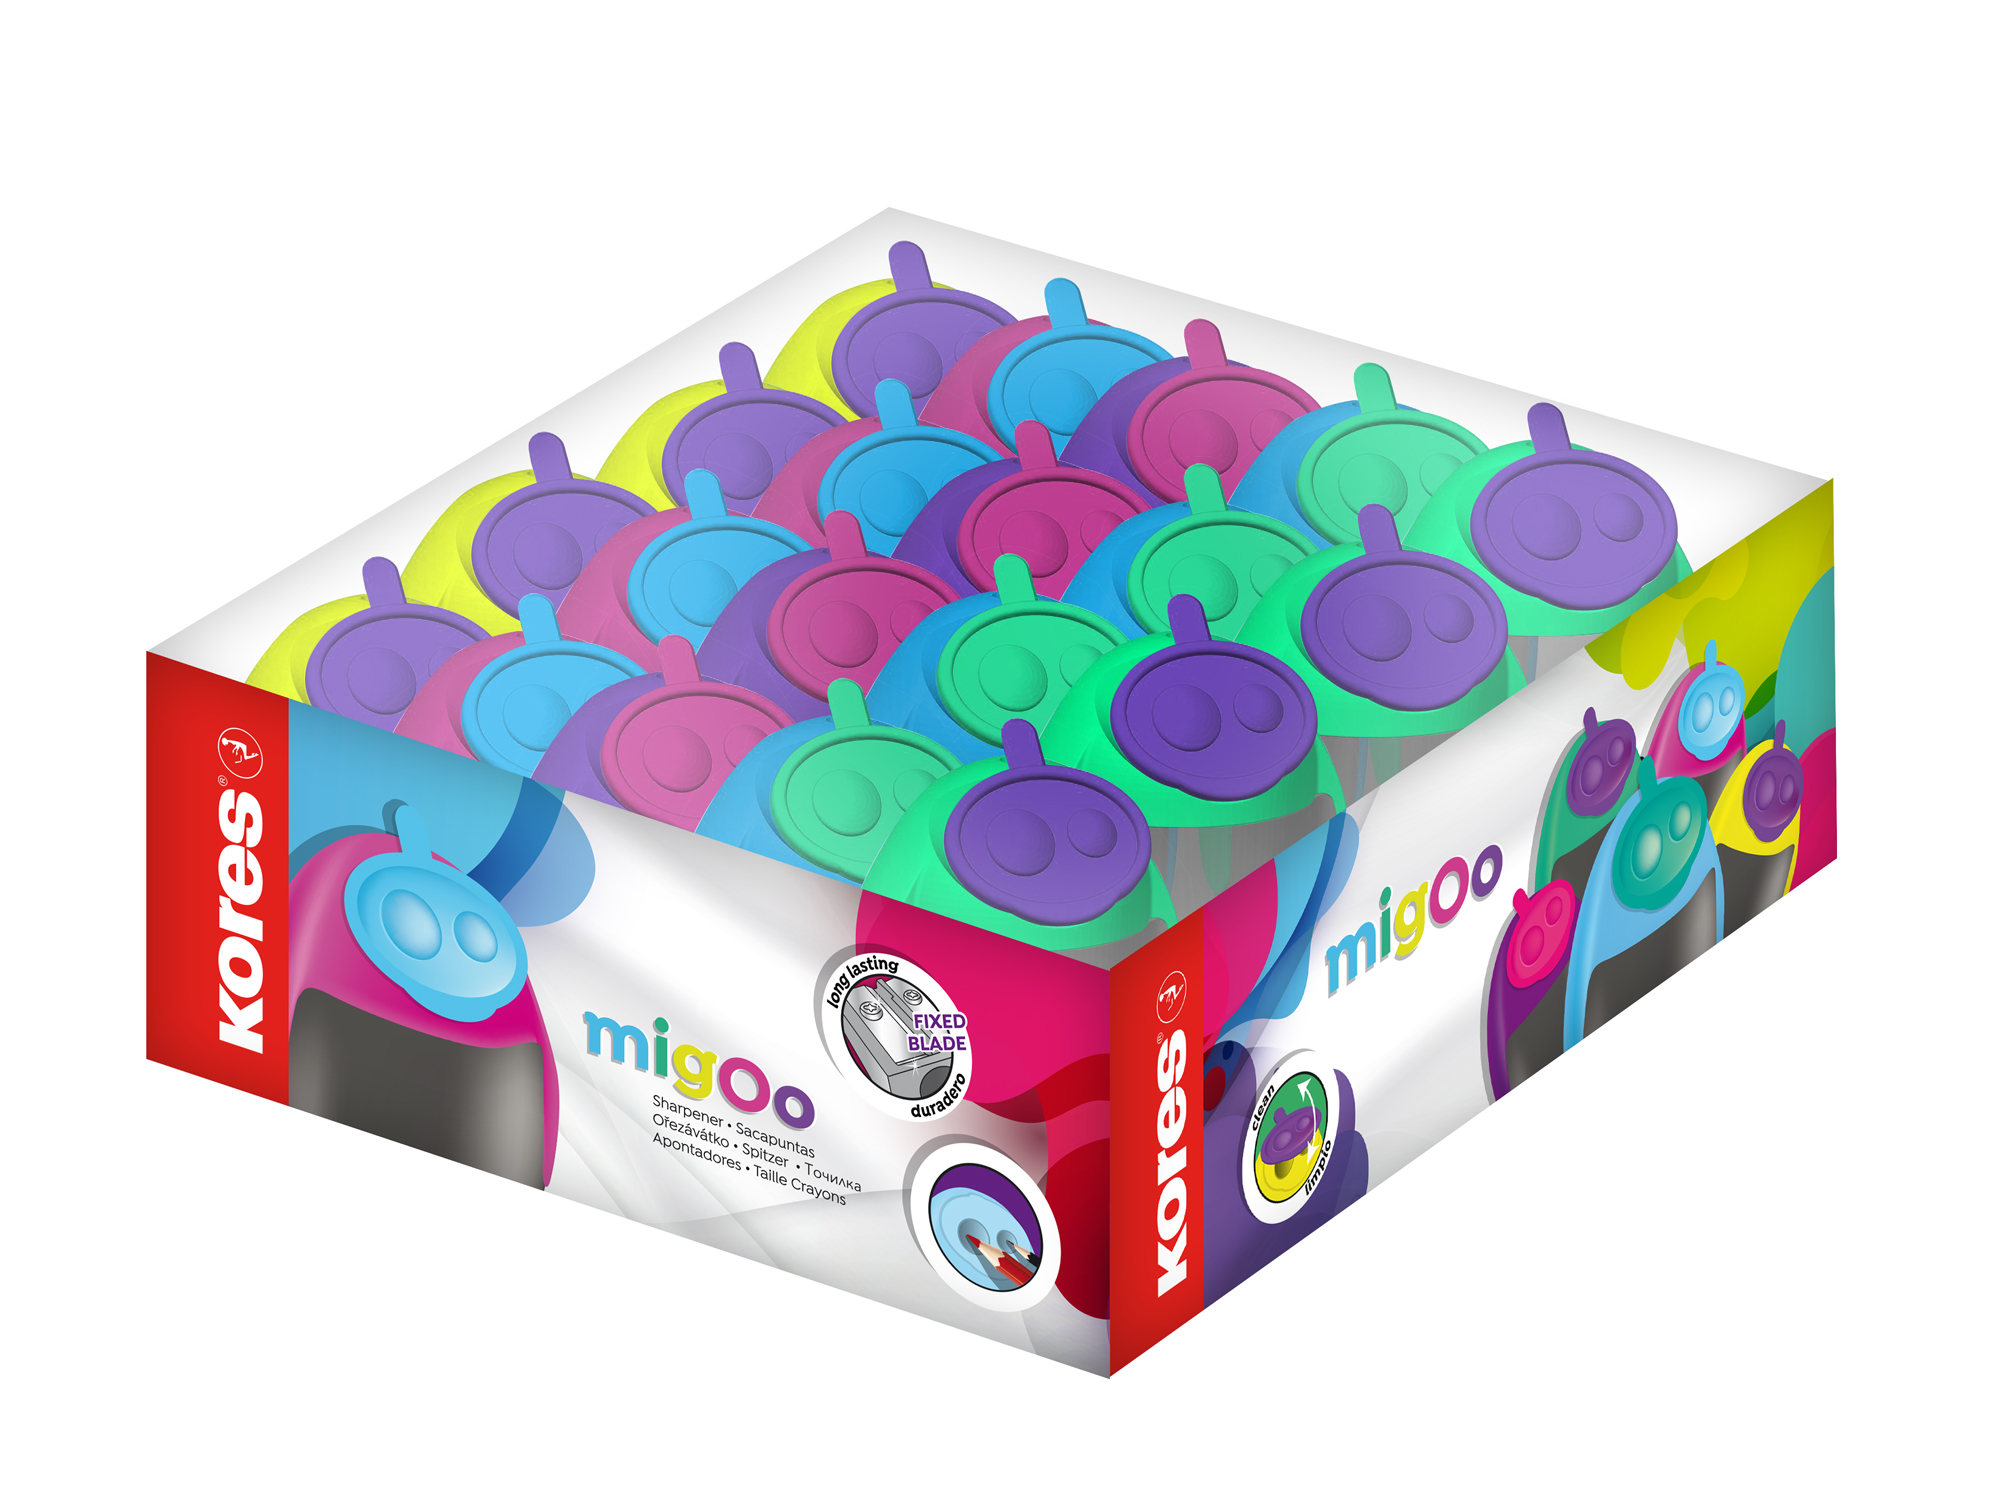 Kores®
migOo
Sharpener • Sacapuntas
Ořezávátko • Spitzer • Точилка
Apontadores • Taille Crayons
long lasting
FIXED
BLADE
duradero
Kores®
migOo
clean
limpio